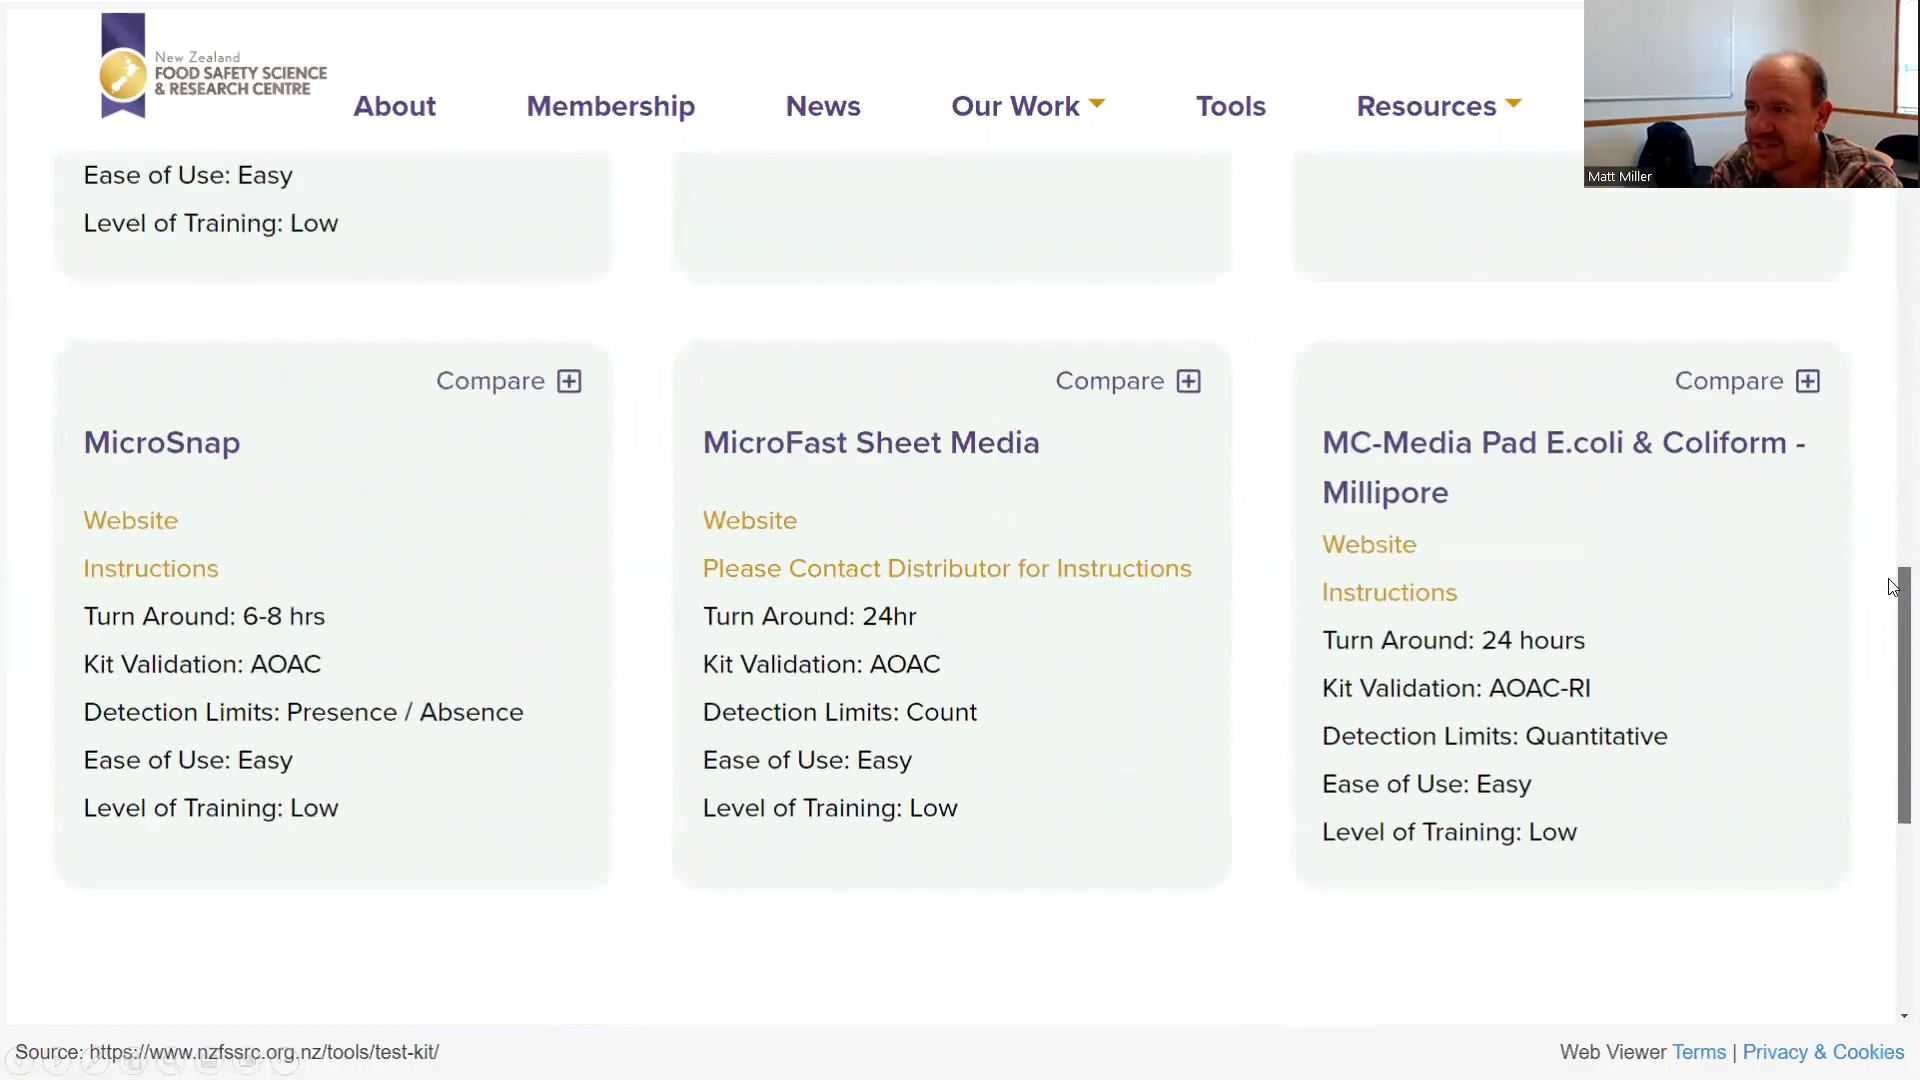 New Zealand
FOOD SAFETY SCIENCE
& RESEARCH CENTRE
About
Membership
News
Our Work
Tools
Resources
Matt Miller
Ease of Use: Easy
Level of Training: Low
Compare
MicroSnap
Website
Instructions
Turn Around: 6-8 hrs
Kit Validation: AOAC
Detection Limits: Presence / Absence
Ease of Use: Easy
Level of Training: Low
Compare
MicroFast Sheet Media
Website
Please Contact Distributor for Instructions
Turn Around: 24hr
Kit Validation: AOAC
Detection Limits: Count
Ease of Use: Easy
Level of Training: Low
Compare
MC-Media Pad E.coli & Coliform -
Millipore
Website
Instructions
Turn Around: 24 hours
Kit Validation: AOAC-RI
Detection Limits: Quantitative
Ease of Use: Easy
Level of Training: Low
Source: https://www.nzfssrc.org.nz/tools/test-kit/
Web Viewer Terms | Privacy & Cookies